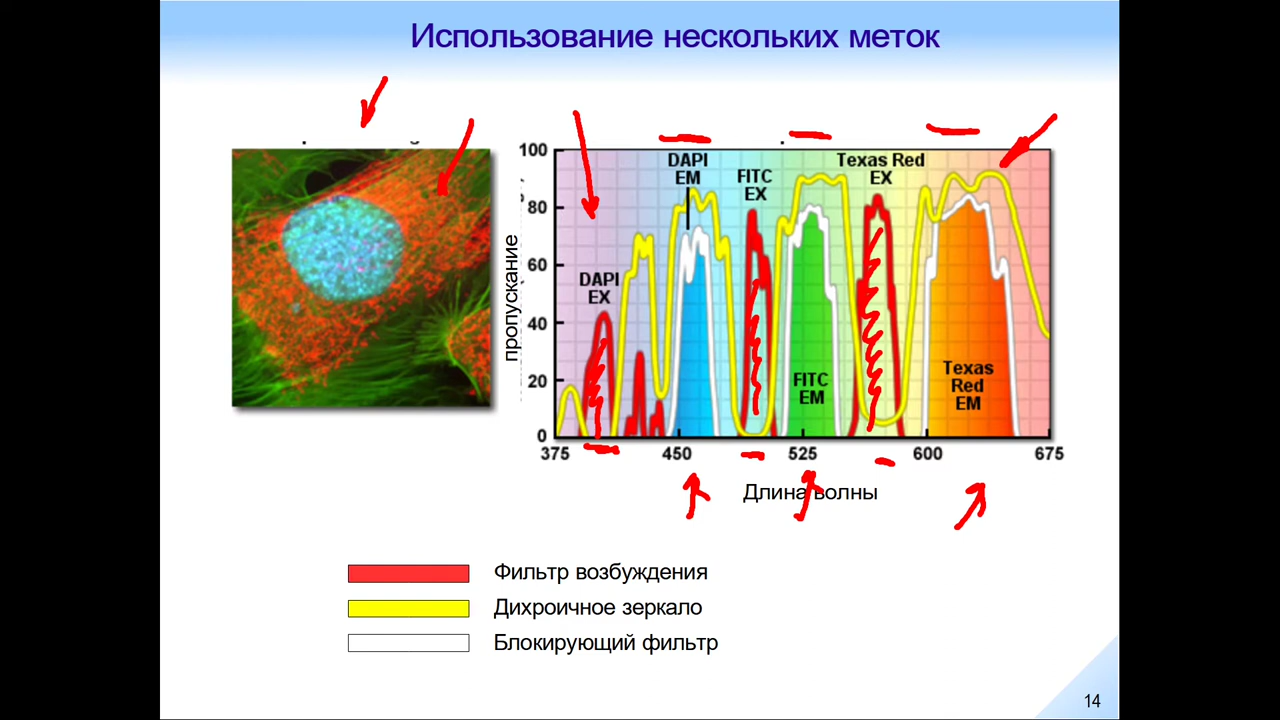 Использование нескольких меток
100
80
60
40
20
0
пропускание
DAPI
EX
DAPI
EM
FITC
EX
FITC
EM
Texas Red
EX
Texas
Red
EM
375
450
525
600
675
Длина волны
Фильтр возбуждения
Дихроичное зеркало
Блокирующий фильтр
14